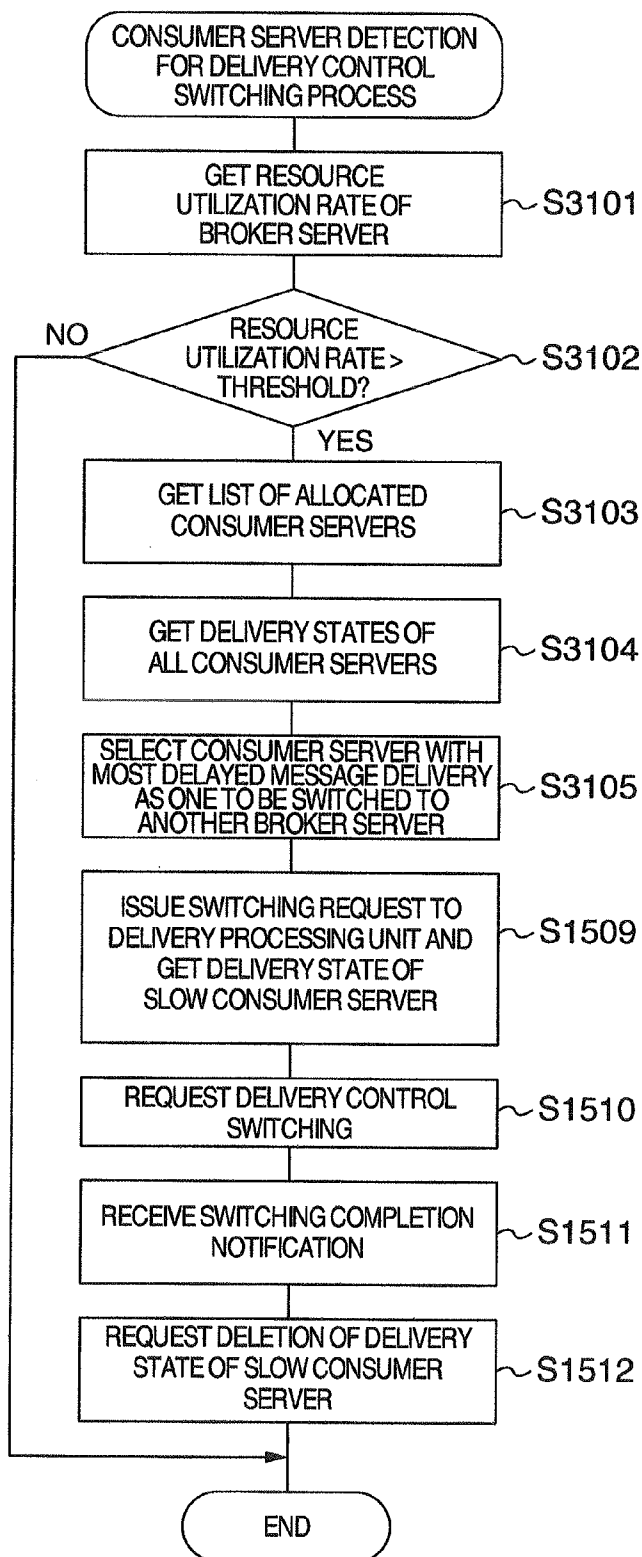 CONSUMER SERVER DETECTION
FOR DELIVERY CONTROL
SWITCHING PROCESS
GET RESOURCE
UTILIZATION RATE OF
BROKER SERVER
S3101
NO
RESOURCE
UTILIZATION RATE >
THRESHOLD?
S3102
YES
GET LIST OF ALLOCATED
CONSUMER SERVERS
S3103
GET DELIVERY STATES OF
ALL CONSUMER SERVERS
S3104
SELECT CONSUMER SERVER WITH
MOST DELAYED MESSAGE DELIVERY
AS ONE TO BE SWITCHED TO
ANOTHER BROKER SERVER
S3105
ISSUE SWITCHING REQUEST TO
DELIVERY PROCESSING UNIT AND
GET DELIVERY STATE OF
SLOW CONSUMER SERVER
S1509
REQUEST DELIVERY CONTROL
SWITCHING
S1510
RECEIVE SWITCHING COMPLETION
NOTIFICATION
S1511
REQUEST DELETION OF DELIVERY
STATE OF SLOW CONSUMER
SERVER
S1512
END